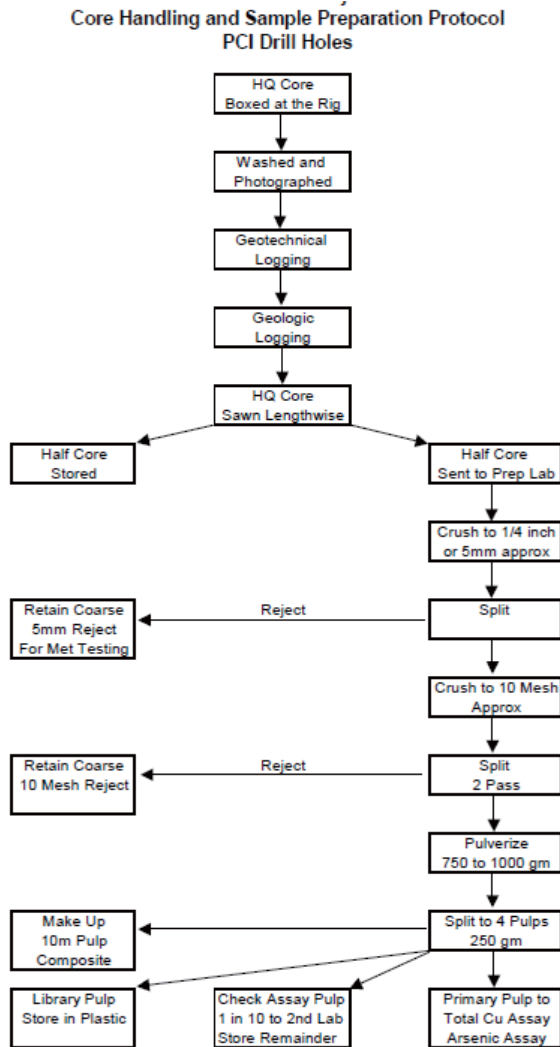 Core Handling and Sample Preparation Protocol
PCI Drill Holes
HQ Core
Boxed at the Rig
Washed and
Photographed
Geotechnical
Logging
Geologic
Logging
HQ Core
Sawn Lengthwise
Half Core
Stored
Half Core
Sent to Prep Lab
Crush to 1/4 inch
or 5mm approx
Retain Coarse
5mm Reject
For Met Testing
Reject
Split
Crush to 10 Mesh
Approx
Retain Coarse
10 Mesh Reject
Reject
Split
2 Pass
Pulverize
750 to 1000 gm
Make Up
10m Pulp
Composite
Split to 4 Pulps
250 gm
Library Pulp
Store in Plastic
Check Assay Pulp
1 in 10 to 2nd Lab
Store Remainder
Primary Pulp to
Total Cu Assay
Arsenic Assay